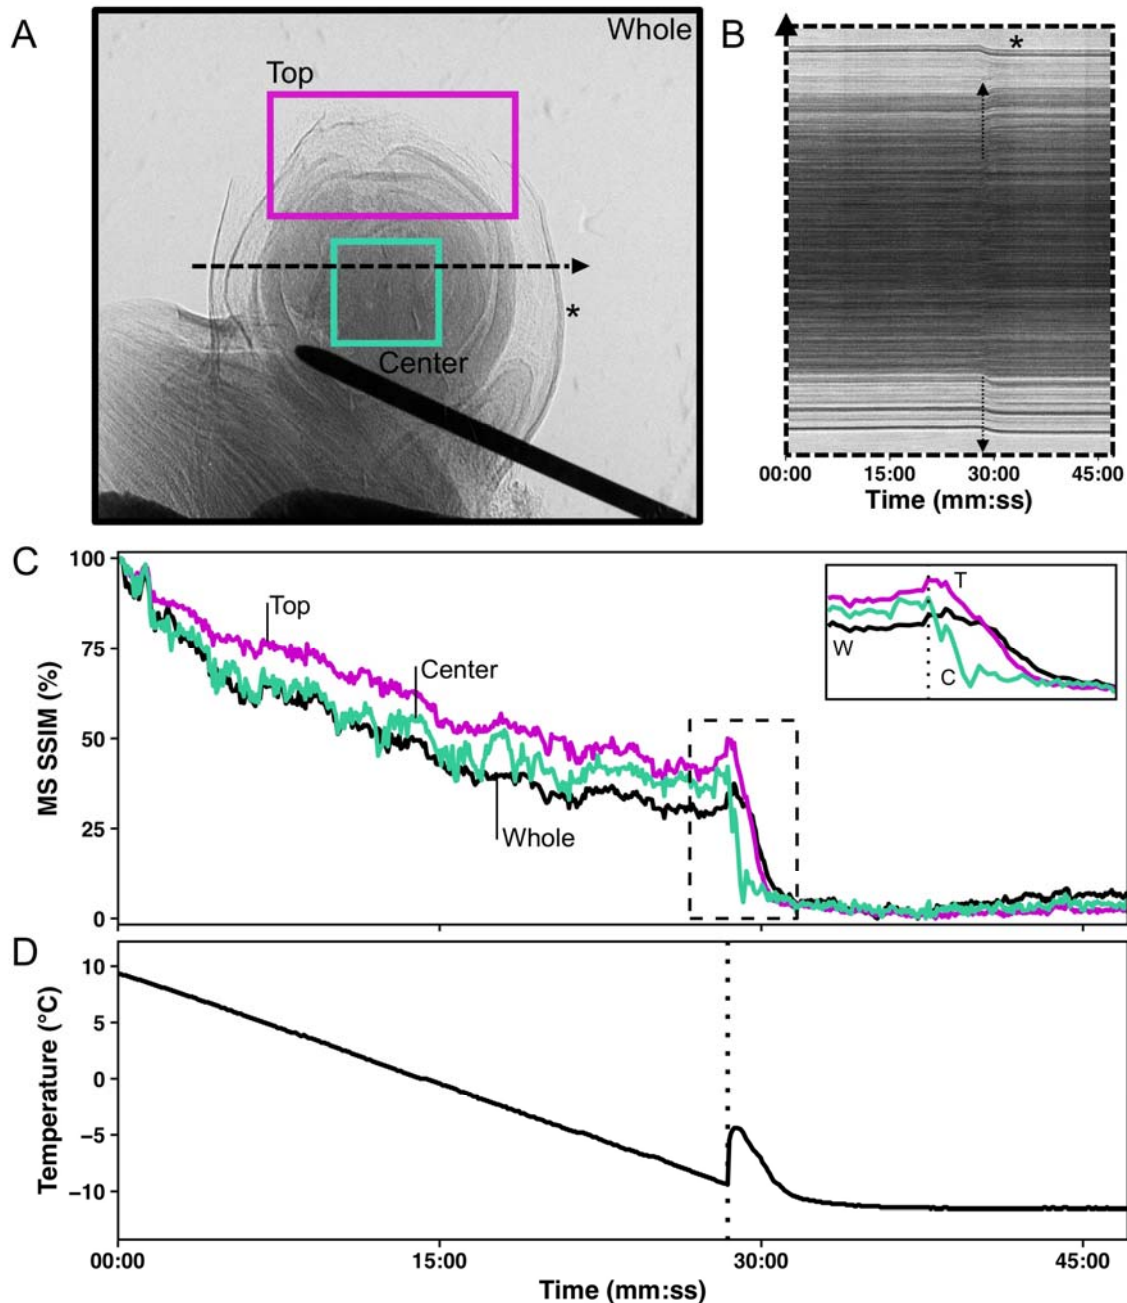 A
Whole
Top
Center
*
B
*
00:00 15:00 30:00 45:00
Time (mm:ss)
C
MS SSIM (%)
100
75
50
25
0
Top
Center
Whole
T
W
C
D
Temperature (°C)
10
5
0
−5
−10
00:00 15:00 30:00 45:00
Time (mm:ss)